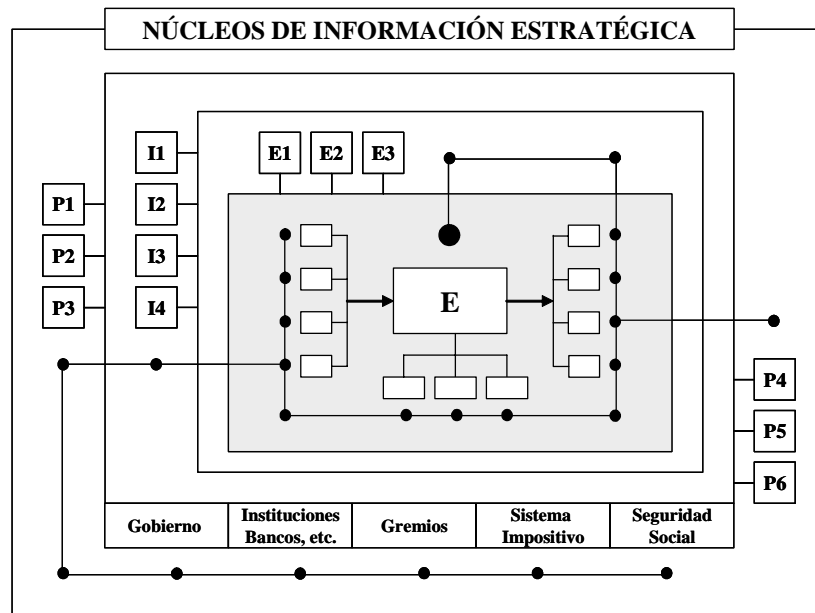 NÚCLEOS DE INFORMACIÓN ESTRATÉGICA
I1
E1 E2 E3
P1
I2
P2
I3
P3
I4
E
P4
P5
P6
Gobierno
Instituciones
Bancos, etc.
Gremios
Sistema
Impositivo
Seguridad
Social